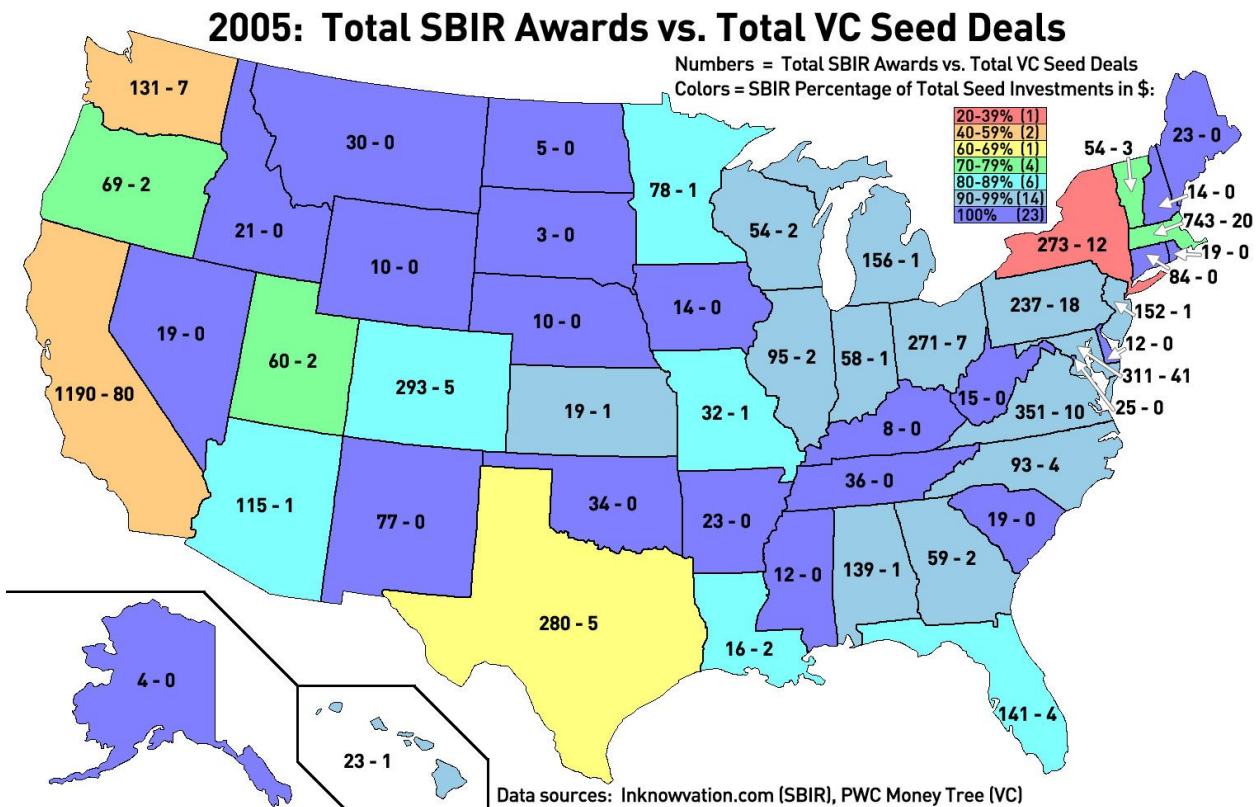 2005: Total SBIR Awards vs. Total VC Seed Deals
Numbers = Total SBIR Awards vs. Total VC Seed Deals
Colors = SBIR Percentage of Total Seed Investments in $:
20-39% (1)
40-59% (2)
60-69% (1)
70-79% (4)
80-89% (6)
90-99% (14)
100% (23)
131 - 7
30 - 0
5 - 0
78 - 1
54 - 3
23 - 0
69 - 2
21 - 0
3 - 0
54 - 2
156 - 1
273 - 12
14 - 0
743 - 20
19 - 0
84 - 0
10 - 0
14 - 0
237 - 18
152 - 1
19 - 0
10 - 0
95 - 2
58 - 1
271 - 7
12 - 0
60 - 2
293 - 5
311 - 41
1190 - 80
19 - 1
32 - 1
15 - 0
351 - 10
25 - 0
8 - 0
93 - 4
115 - 1
77 - 0
34 - 0
23 - 0
36 - 0
19 - 0
12 - 0
139 - 1
59 - 2
280 - 5
16 - 2
4 - 0
141 - 4
23 - 1
Data sources: Inknowvation.com (SBIR), PWC Money Tree (VC)